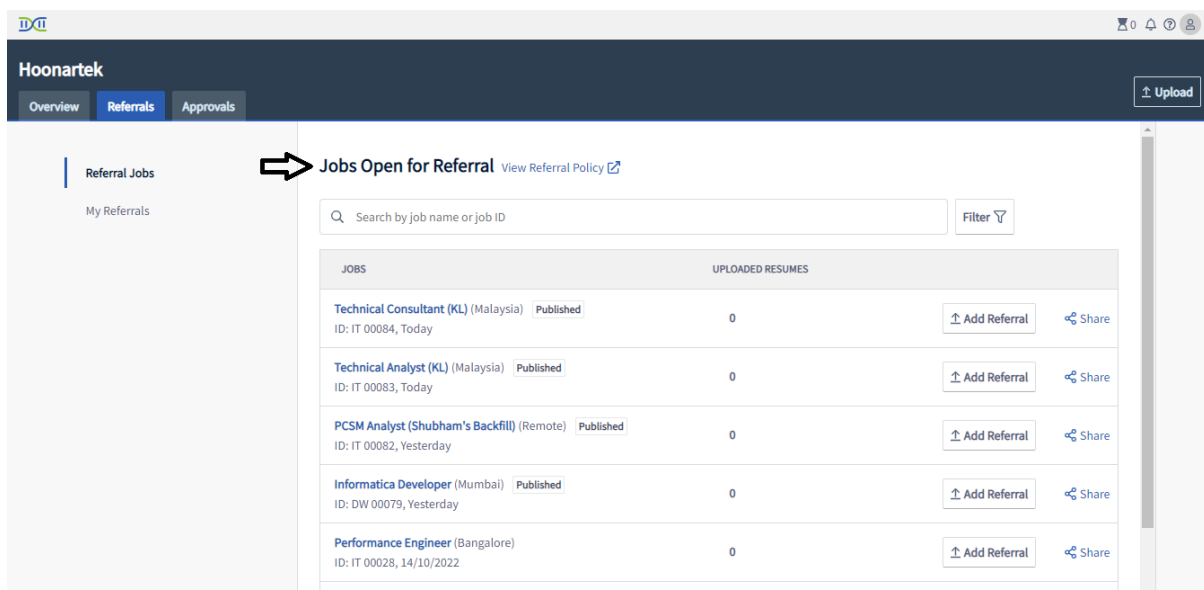 0
Hoonartek
Upload
Overview Referrals Approvals
Referral Jobs
My Referrals
Jobs Open for Referral View Referral Policy
Search by job name or job ID
Filter
JOBS UPLOADED RESUMES
Technical Consultant (KL) (Malaysia) Published
ID: IT 00084, Today
0 Add Referral Share
Technical Analyst (KL) (Malaysia) Published
ID: IT 00083, Today
0 Add Referral Share
PCSM Analyst (Shubham's Backfill) (Remote) Published
ID: IT 00082, Yesterday
0 Add Referral Share
Informatica Developer (Mumbai) Published
ID: DW 00079, Yesterday
0 Add Referral Share
Performance Engineer (Bangalore)
ID: IT 00028, 14/10/2022
0 Add Referral Share